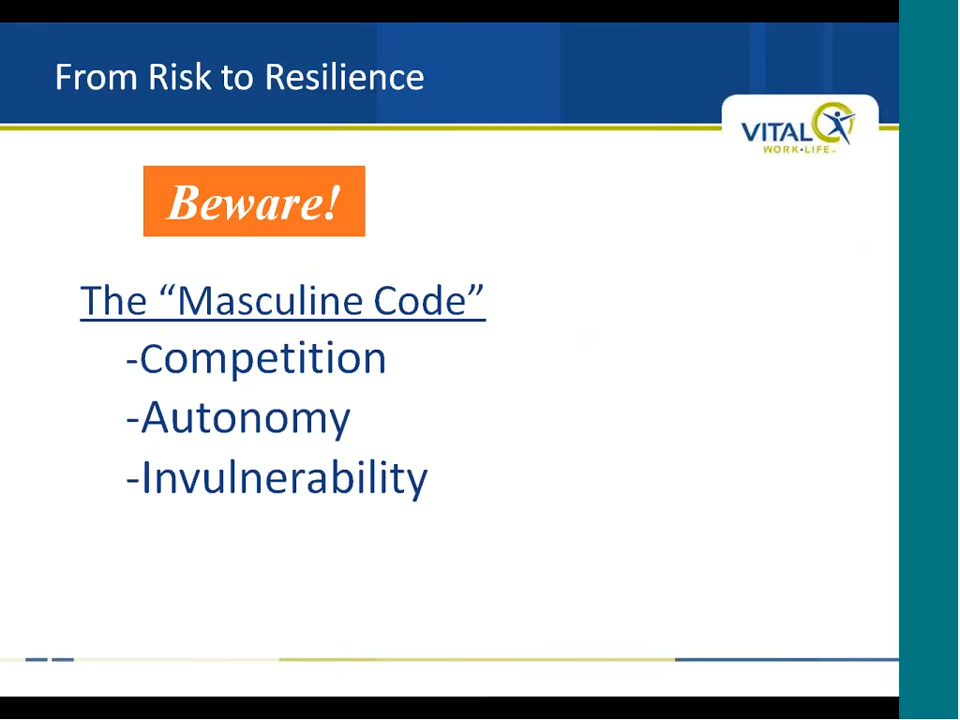 From Risk to Resilience
VITAL
WORK•LIFE
Beware!
The “Masculine Code”
-Competition
-Autonomy
-Invulnerability